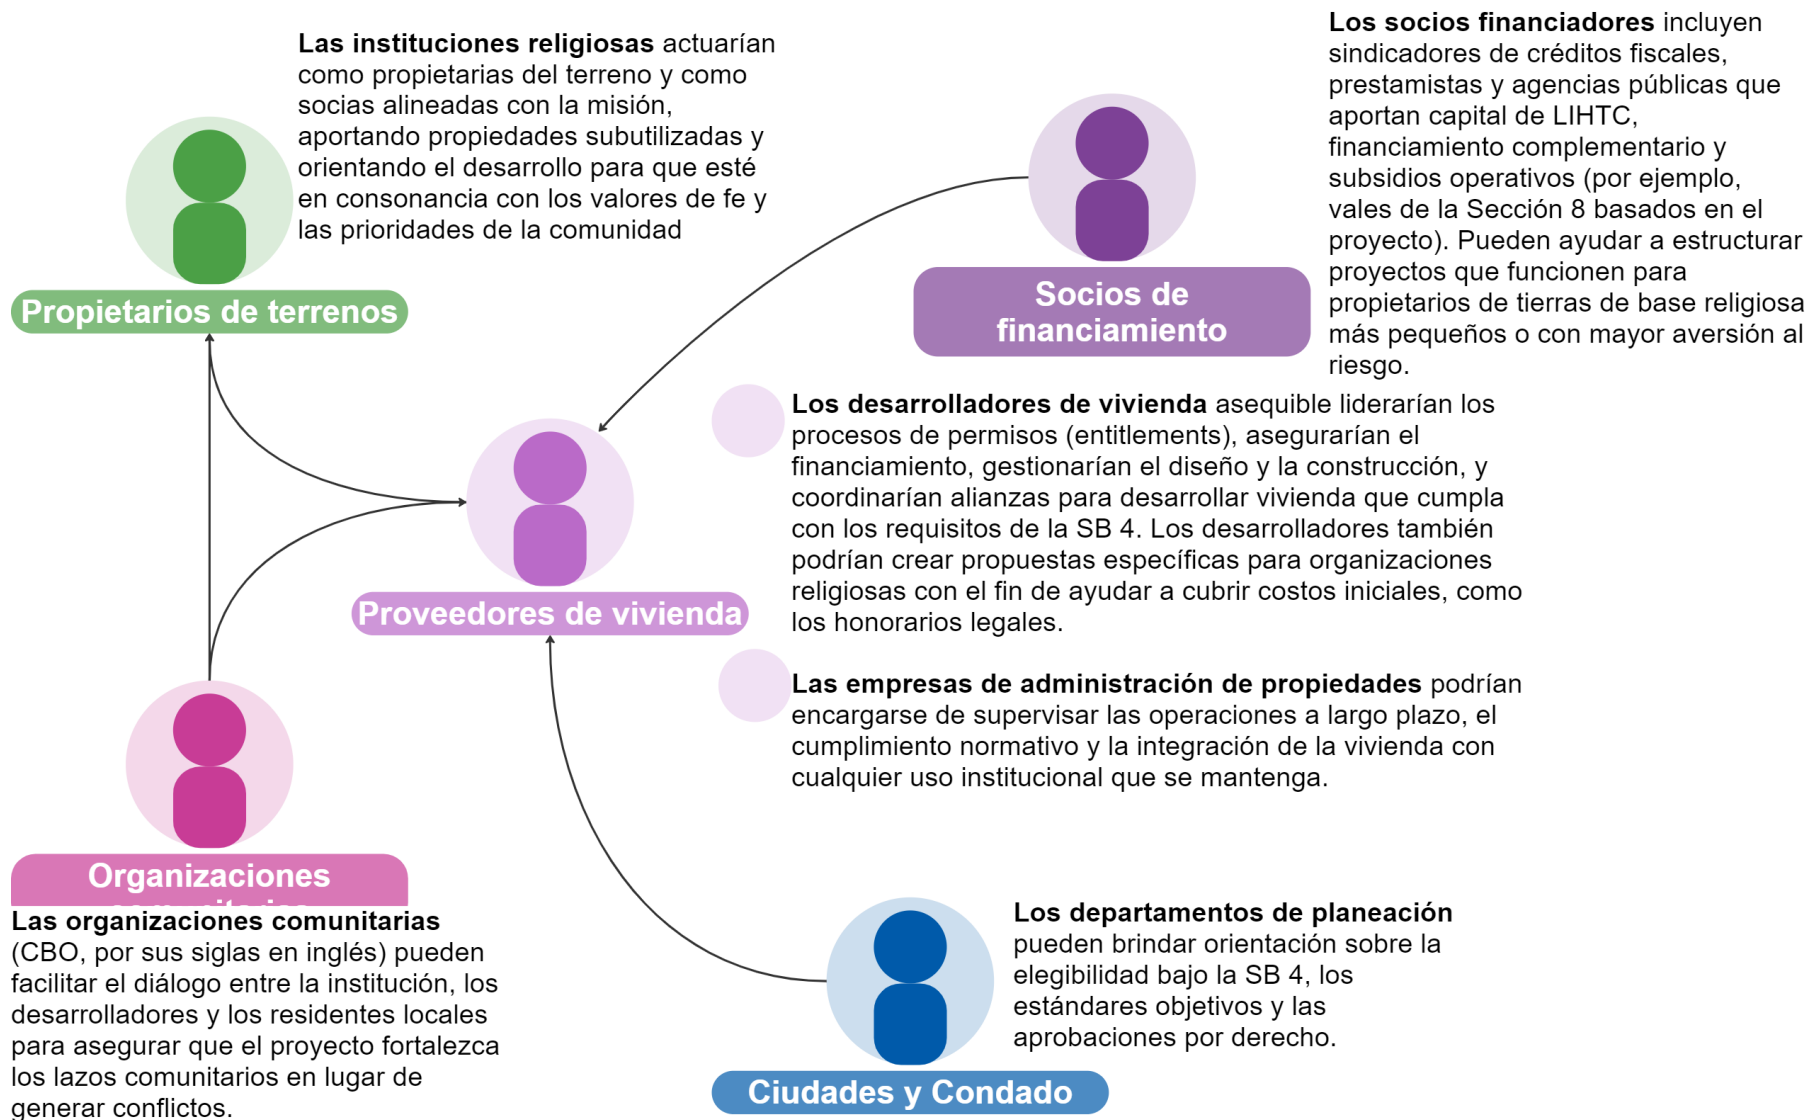 Las instituciones religiosas actuarían
como propietarias del terreno y como
socias alineadas con la misión,
aportando propiedades subutilizadas y
orientando el desarrollo para que esté
en consonancia con los valores de fe y
las prioridades de la comunidad
Propietarios de terrenos
Los socios financiadores incluyen
sindicadores de créditos fiscales,
prestamistas y agencias públicas que
aportan capital de LIHTC,
financiamiento complementario y
subsidios operativos (por ejemplo,
vales de la Sección 8 basados en el
proyecto). Pueden ayudar a estructurar
proyectos que funcionen para
propietarios de tierras de base religiosa
más pequeños o con mayor aversión al
riesgo.
Socios de
financiamiento
Los desarrolladores de vivienda asequible liderarían los
procesos de permisos (entitlements), asegurarían el
financiamiento, gestionarían el diseño y la construcción, y
coordinarían alianzas para desarrollar vivienda que cumpla
con los requisitos de la SB 4. Los desarrolladores también
podrían crear propuestas específicas para organizaciones
religiosas con el fin de ayudar a cubrir costos iniciales, como
los honorarios legales.
Proveedores de vivienda
Las empresas de administración de propiedades podrían
encargarse de supervisar las operaciones a largo plazo, el
cumplimiento normativo y la integración de la vivienda con
cualquier uso institucional que se mantenga.
Organizaciones
Las organizaciones comunitarias
(CBO, por sus siglas en inglés) pueden
facilitar el diálogo entre la institución, los
desarrolladores y los residentes locales
para asegurar que el proyecto fortalezca
los lazos comunitarios en lugar de
generar conflictos.
Los departamentos de planeación
pueden brindar orientación sobre la
elegibilidad bajo la SB 4, los
estándares objetivos y las
aprobaciones por derecho.
Ciudades y Condado